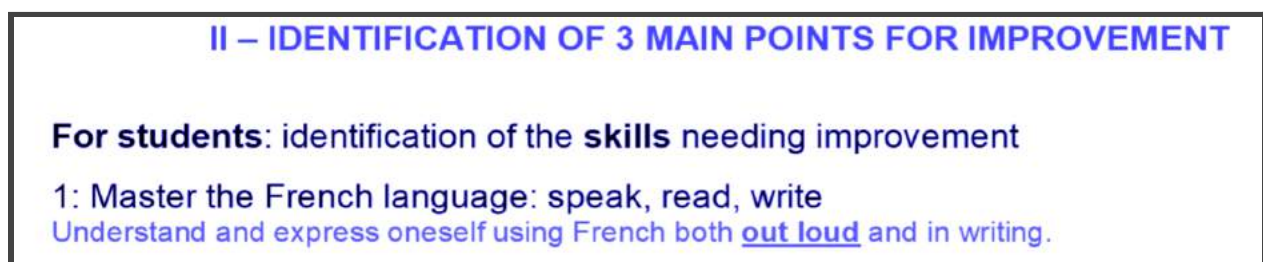 II – IDENTIFICATION OF 3 MAIN POINTS FOR IMPROVEMENT
For students: identification of the skills needing improvement
1: Master the French language: speak, read, write
Understand and express oneself using French both out loud and in writing.